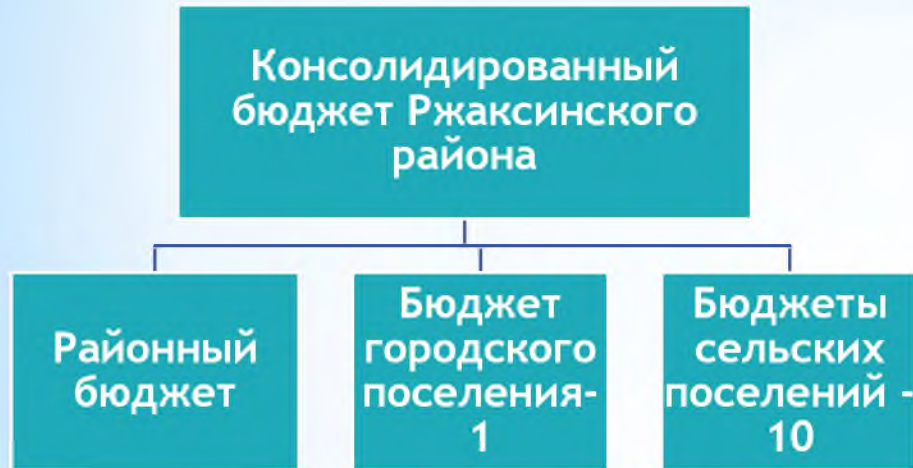 Консолидированный
бюджет Ржаксинского
района
Районный
бюджет
Бюджет
городского
поселения-
1
Бюджеты
сельских
поселений -
10